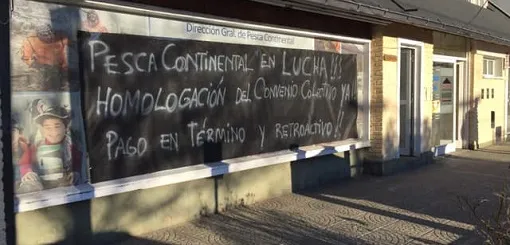 Dirección Gral. de Pesca Continental
PESCA CONTINENTAL EN LUCHA!!
HOMOLOGACIÓN DEL CONVENIO COLECTIVO YA!
PAGO EN TÉRMINO Y RETROACTIVO!!